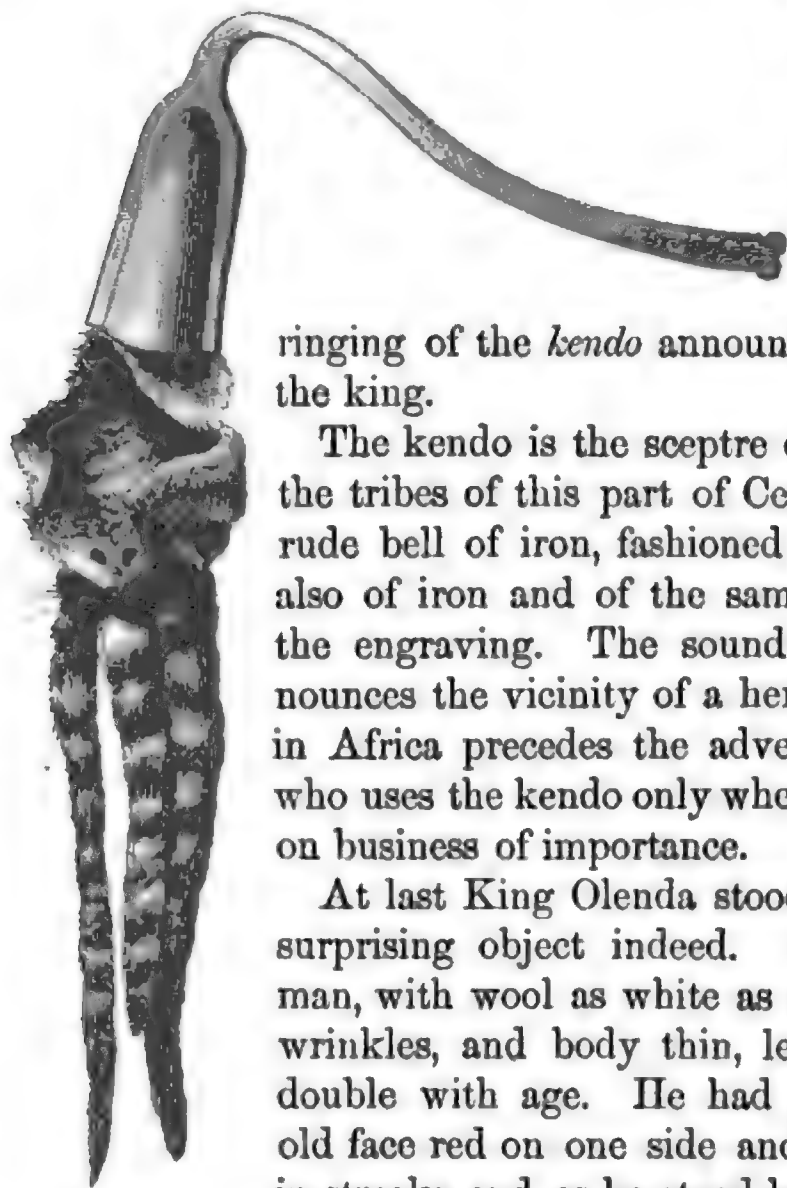 ringing of the kendo announ
the king.
The kendo is the sceptre
the tribes of this part of Ce
rude bell of iron, fashioned
also of iron and of the sam
the engraving. The sound
nounces the vicinity of a her
in Africa precedes the adve
who uses the kendo only whe
on business of importance.
At last King Olenda stood
surprising object indeed.
man, with wool as white as
wrinkles, and body thin, le
double with age. He had
old face red on one side and